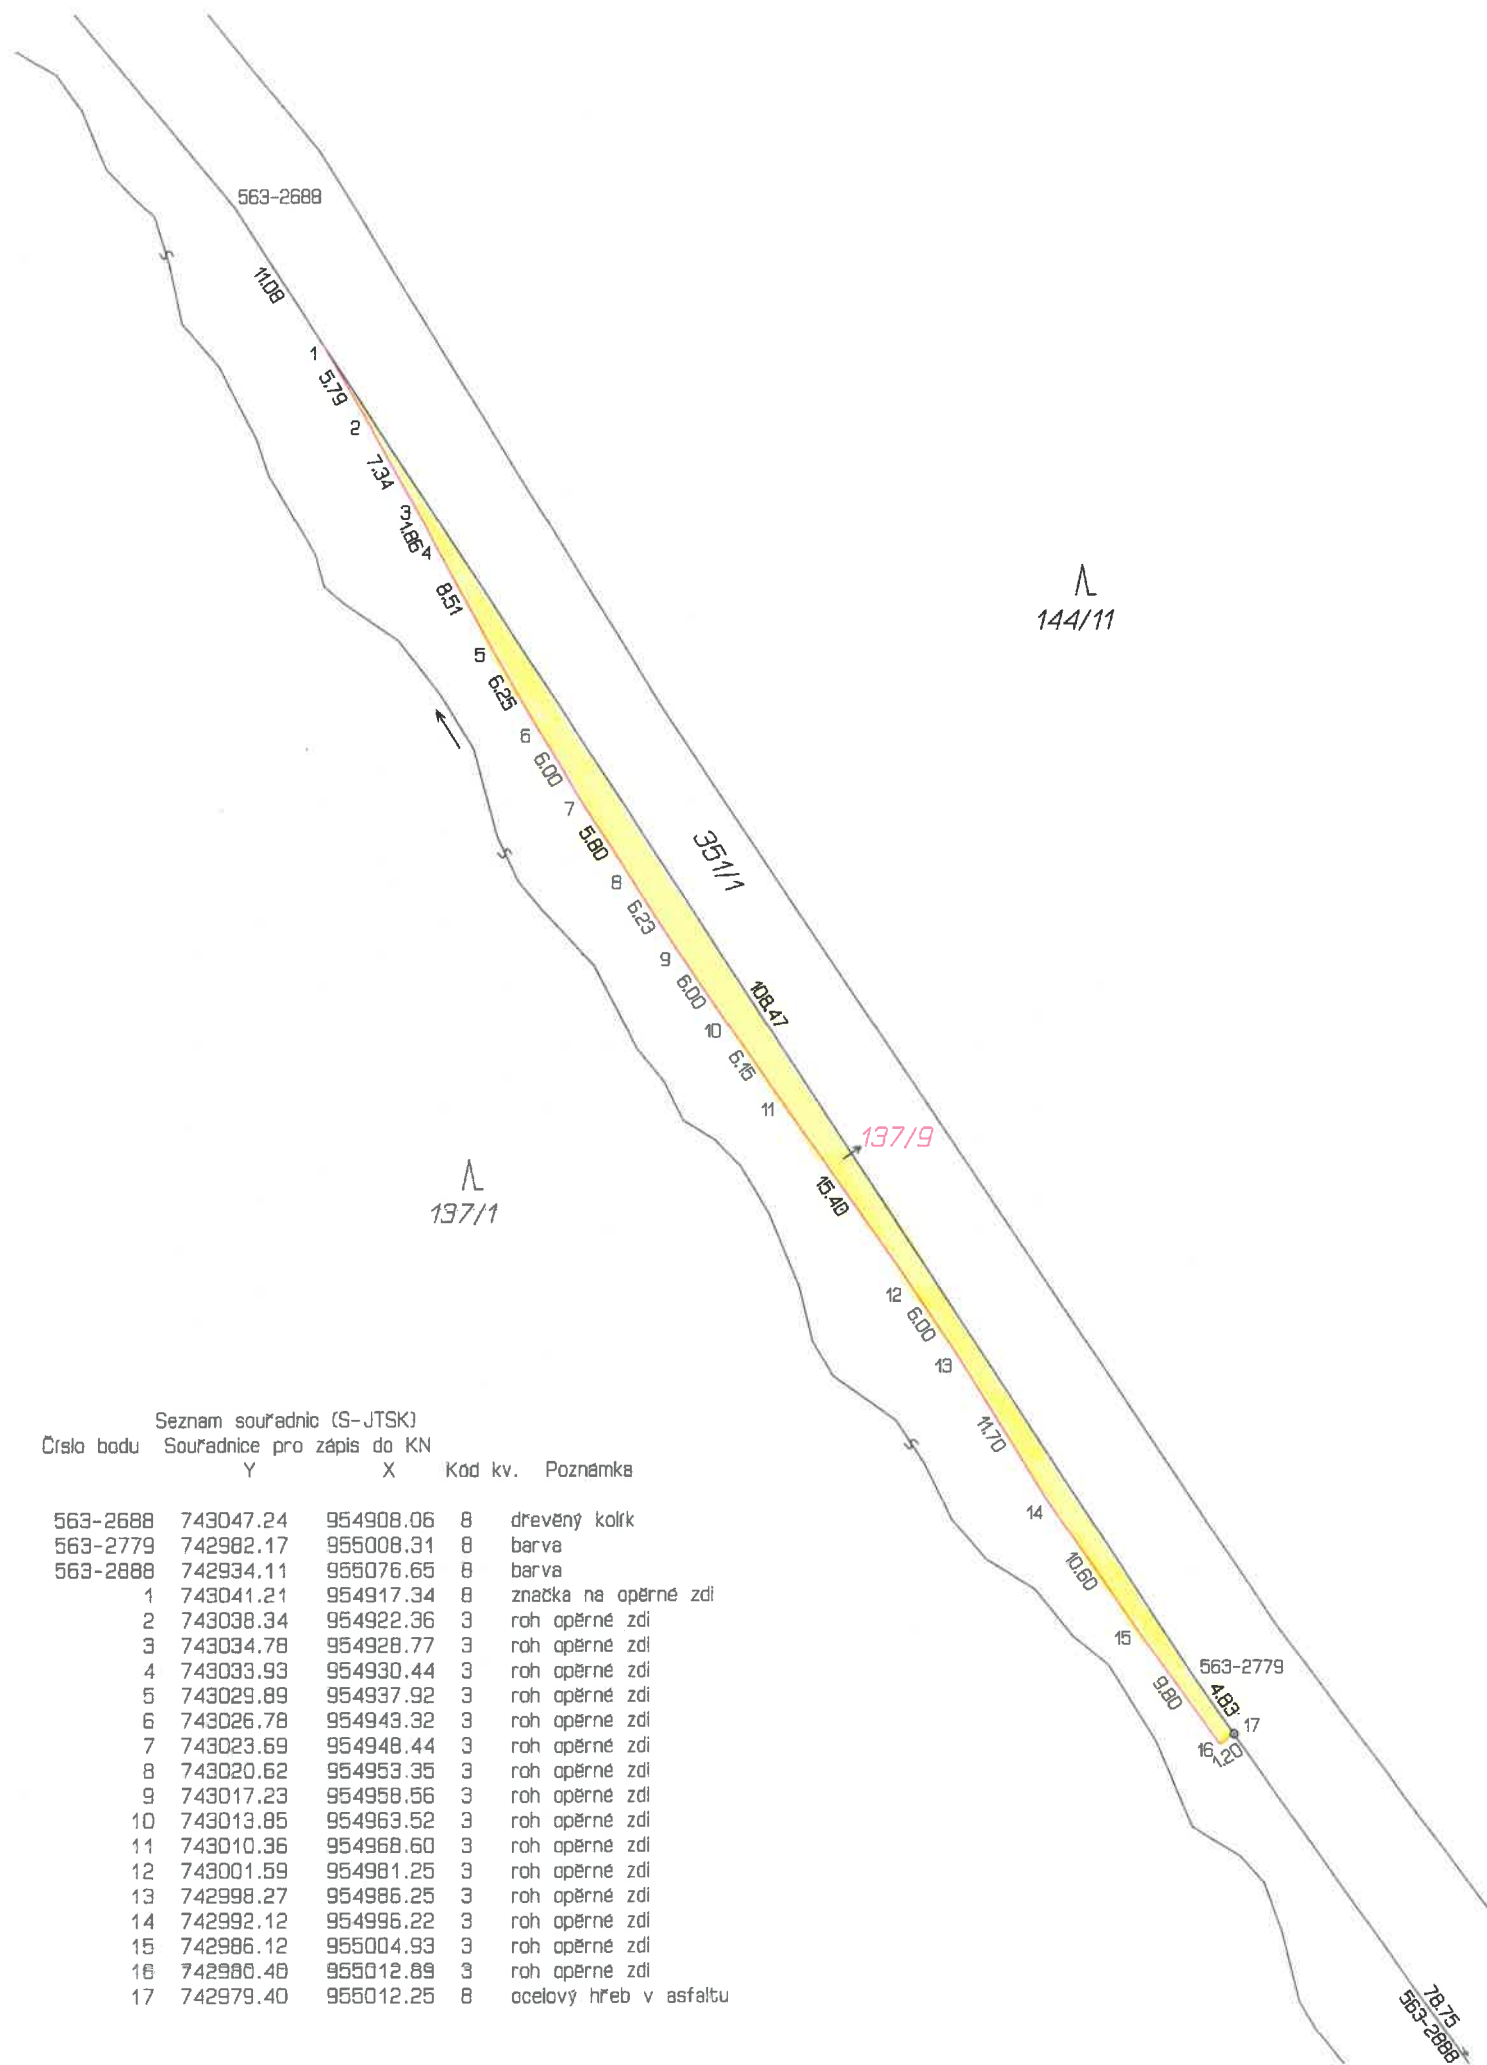 563-2688
11.08
1
5.79
2
7.34
3
1.86
4
8.51
144/11
5
6.25
6
6.00
7
5.80
351/1
8
6.23
9
6.00
108.47
10
6.15
11
137/9
15.40
137/1
12
6.00
13
11.70
14
10.60
15
563-2779
9.80
4.83
17
16
1.20
78.75
563-2888
Seznam souřadnic (S-JTSK)
Číslo bodu Souřadnice pro zápis do KN
Y X Kód kv. Poznámka
563-2688 743047.24 954908.06 8 dřevěný kolík
563-2779 742982.17 955008.31 8 barva
563-2888 742934.11 955076.65 8 barva
1 743041.21 954917.34 8 značka na opěrné zdi
2 743038.34 954922.36 3 roh opěrné zdi
3 743034.78 954928.77 3 roh opěrné zdi
4 743033.93 954930.44 3 roh opěrné zdi
5 743029.89 954937.92 3 roh opěrné zdi
6 743026.78 954943.32 3 roh opěrné zdi
7 743023.69 954948.44 3 roh opěrné zdi
8 743020.62 954953.35 3 roh opěrné zdi
9 743017.23 954958.56 3 roh opěrné zdi
10 743013.85 954963.52 3 roh opěrné zdi
11 743010.36 954968.60 3 roh opěrné zdi
12 743001.59 954981.25 3 roh opěrné zdi
13 742998.27 954986.25 3 roh opěrné zdi
14 742992.12 954996.22 3 roh opěrné zdi
15 742986.12 955004.93 3 roh opěrné zdi
16 742980.40 955012.89 3 roh opěrné zdi
17 742979.40 955012.25 8 ocelový hřeb v asfaltu